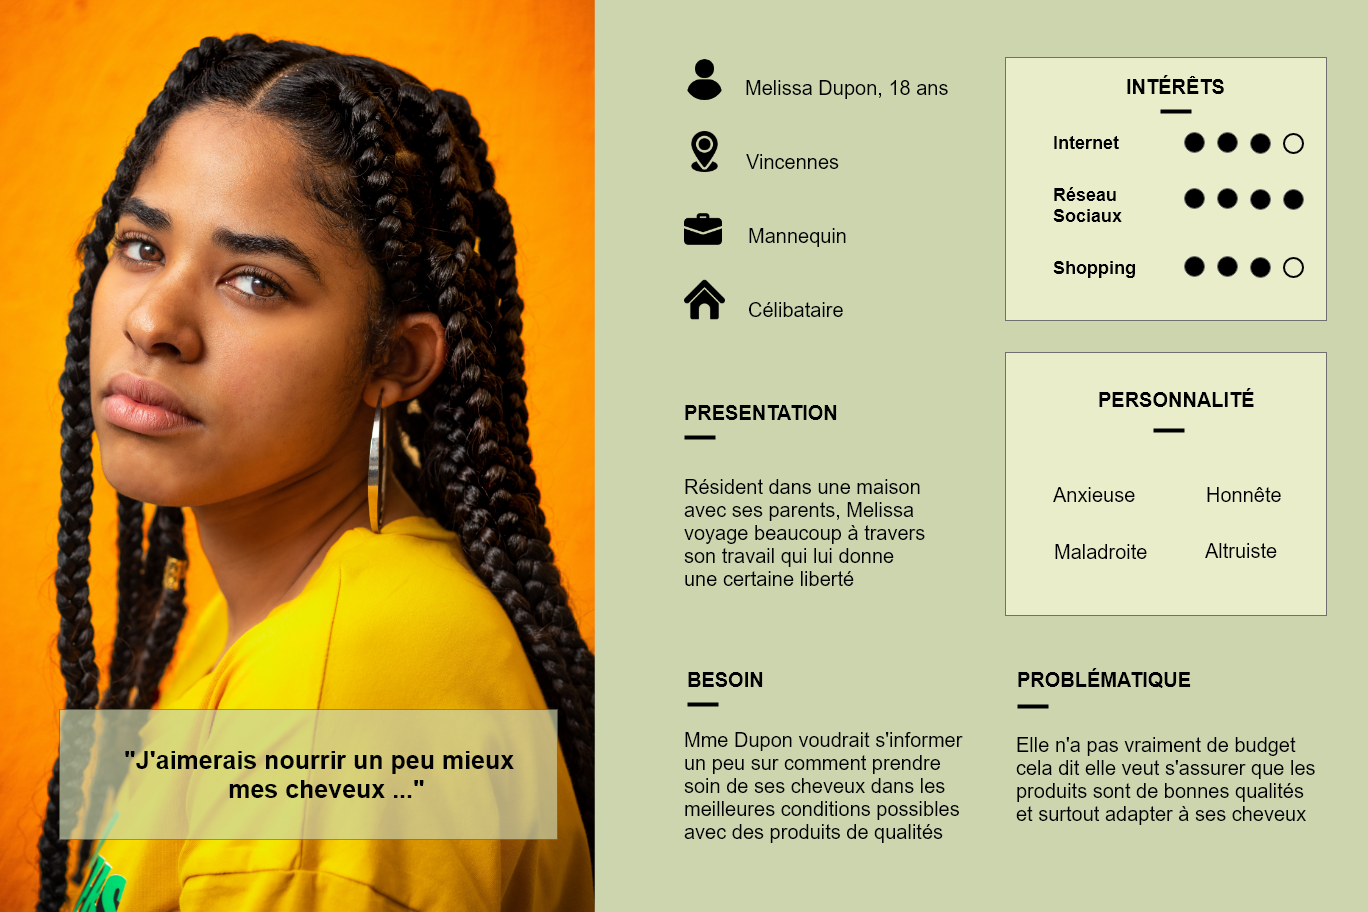 Melissa Dupon, 18 ans
Vincennes
Mannequin
Célibataire
INTÉRÊTS
Internet
Réseau
Sociaux
Shopping
PERSONNALITÉ
Anxieuse
Honnête
Maladroite
Altruiste
PRESENTATION
Résident dans une maison
avec ses parents, Melissa
voyage beaucoup à travers
son travail qui lui donne
une certaine liberté
BESOIN
Mme Dupon voudrait s'informer
un peu sur comment prendre
soin de ses cheveux dans les
meilleures conditions possibles
avec des produits de qualités
PROBLÉMATIQUE
Elle n'a pas vraiment de budget
cela dit elle veut s'assurer que les
produits sont de bonnes qualités
et surtout adapter à ses cheveux
"J'aimerais nourrir un peu mieux
mes cheveux ..."